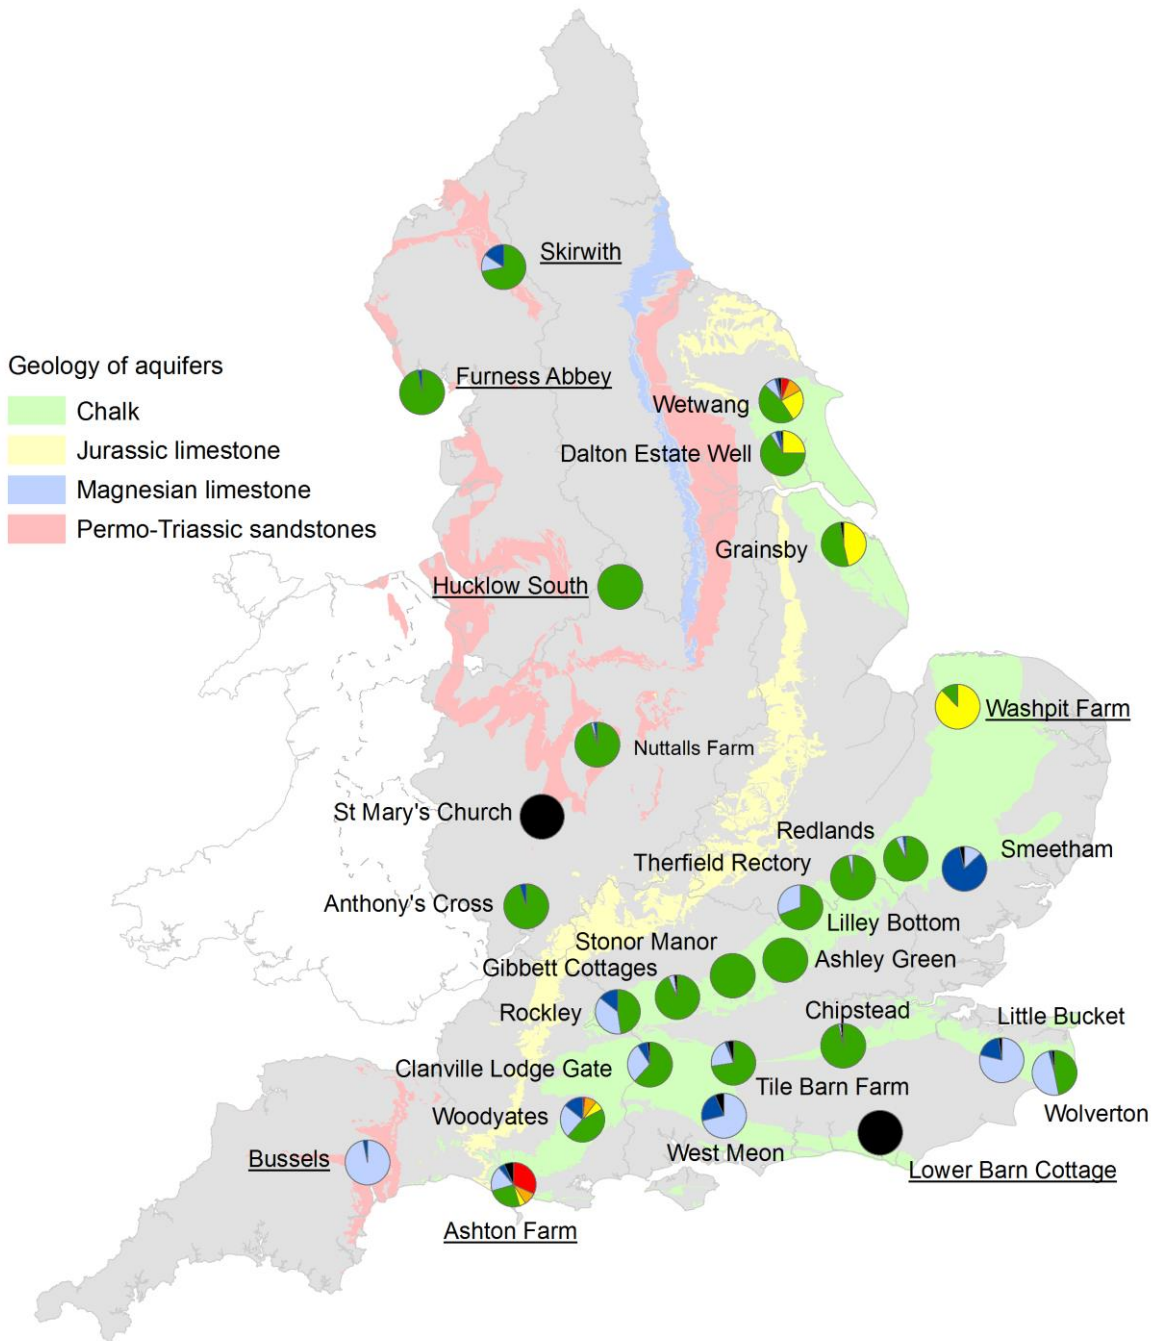 Skirwith
Geology of aquifers
Chalk
Jurassic limestone
Magnesian limestone
Permo-Triassic sandstones
Furness Abbey
Wetwang
Dalton Estate Well
Grainsby
Hucklow South
Washpit Farm
Nuttalls Farm
St Mary's Church
Redlands
Smeetham
Therfield Rectory
Anthony's Cross
Lilley Bottom
Stonor Manor
Ashley Green
Gibbett Cottages
Rockley
Chipstead
Little Bucket
Clanville Lodge Gate
Tile Barn Farm
Wolverton
Woodyates
West Meon
Bussels
Lower Barn Cottage
Ashton Farm